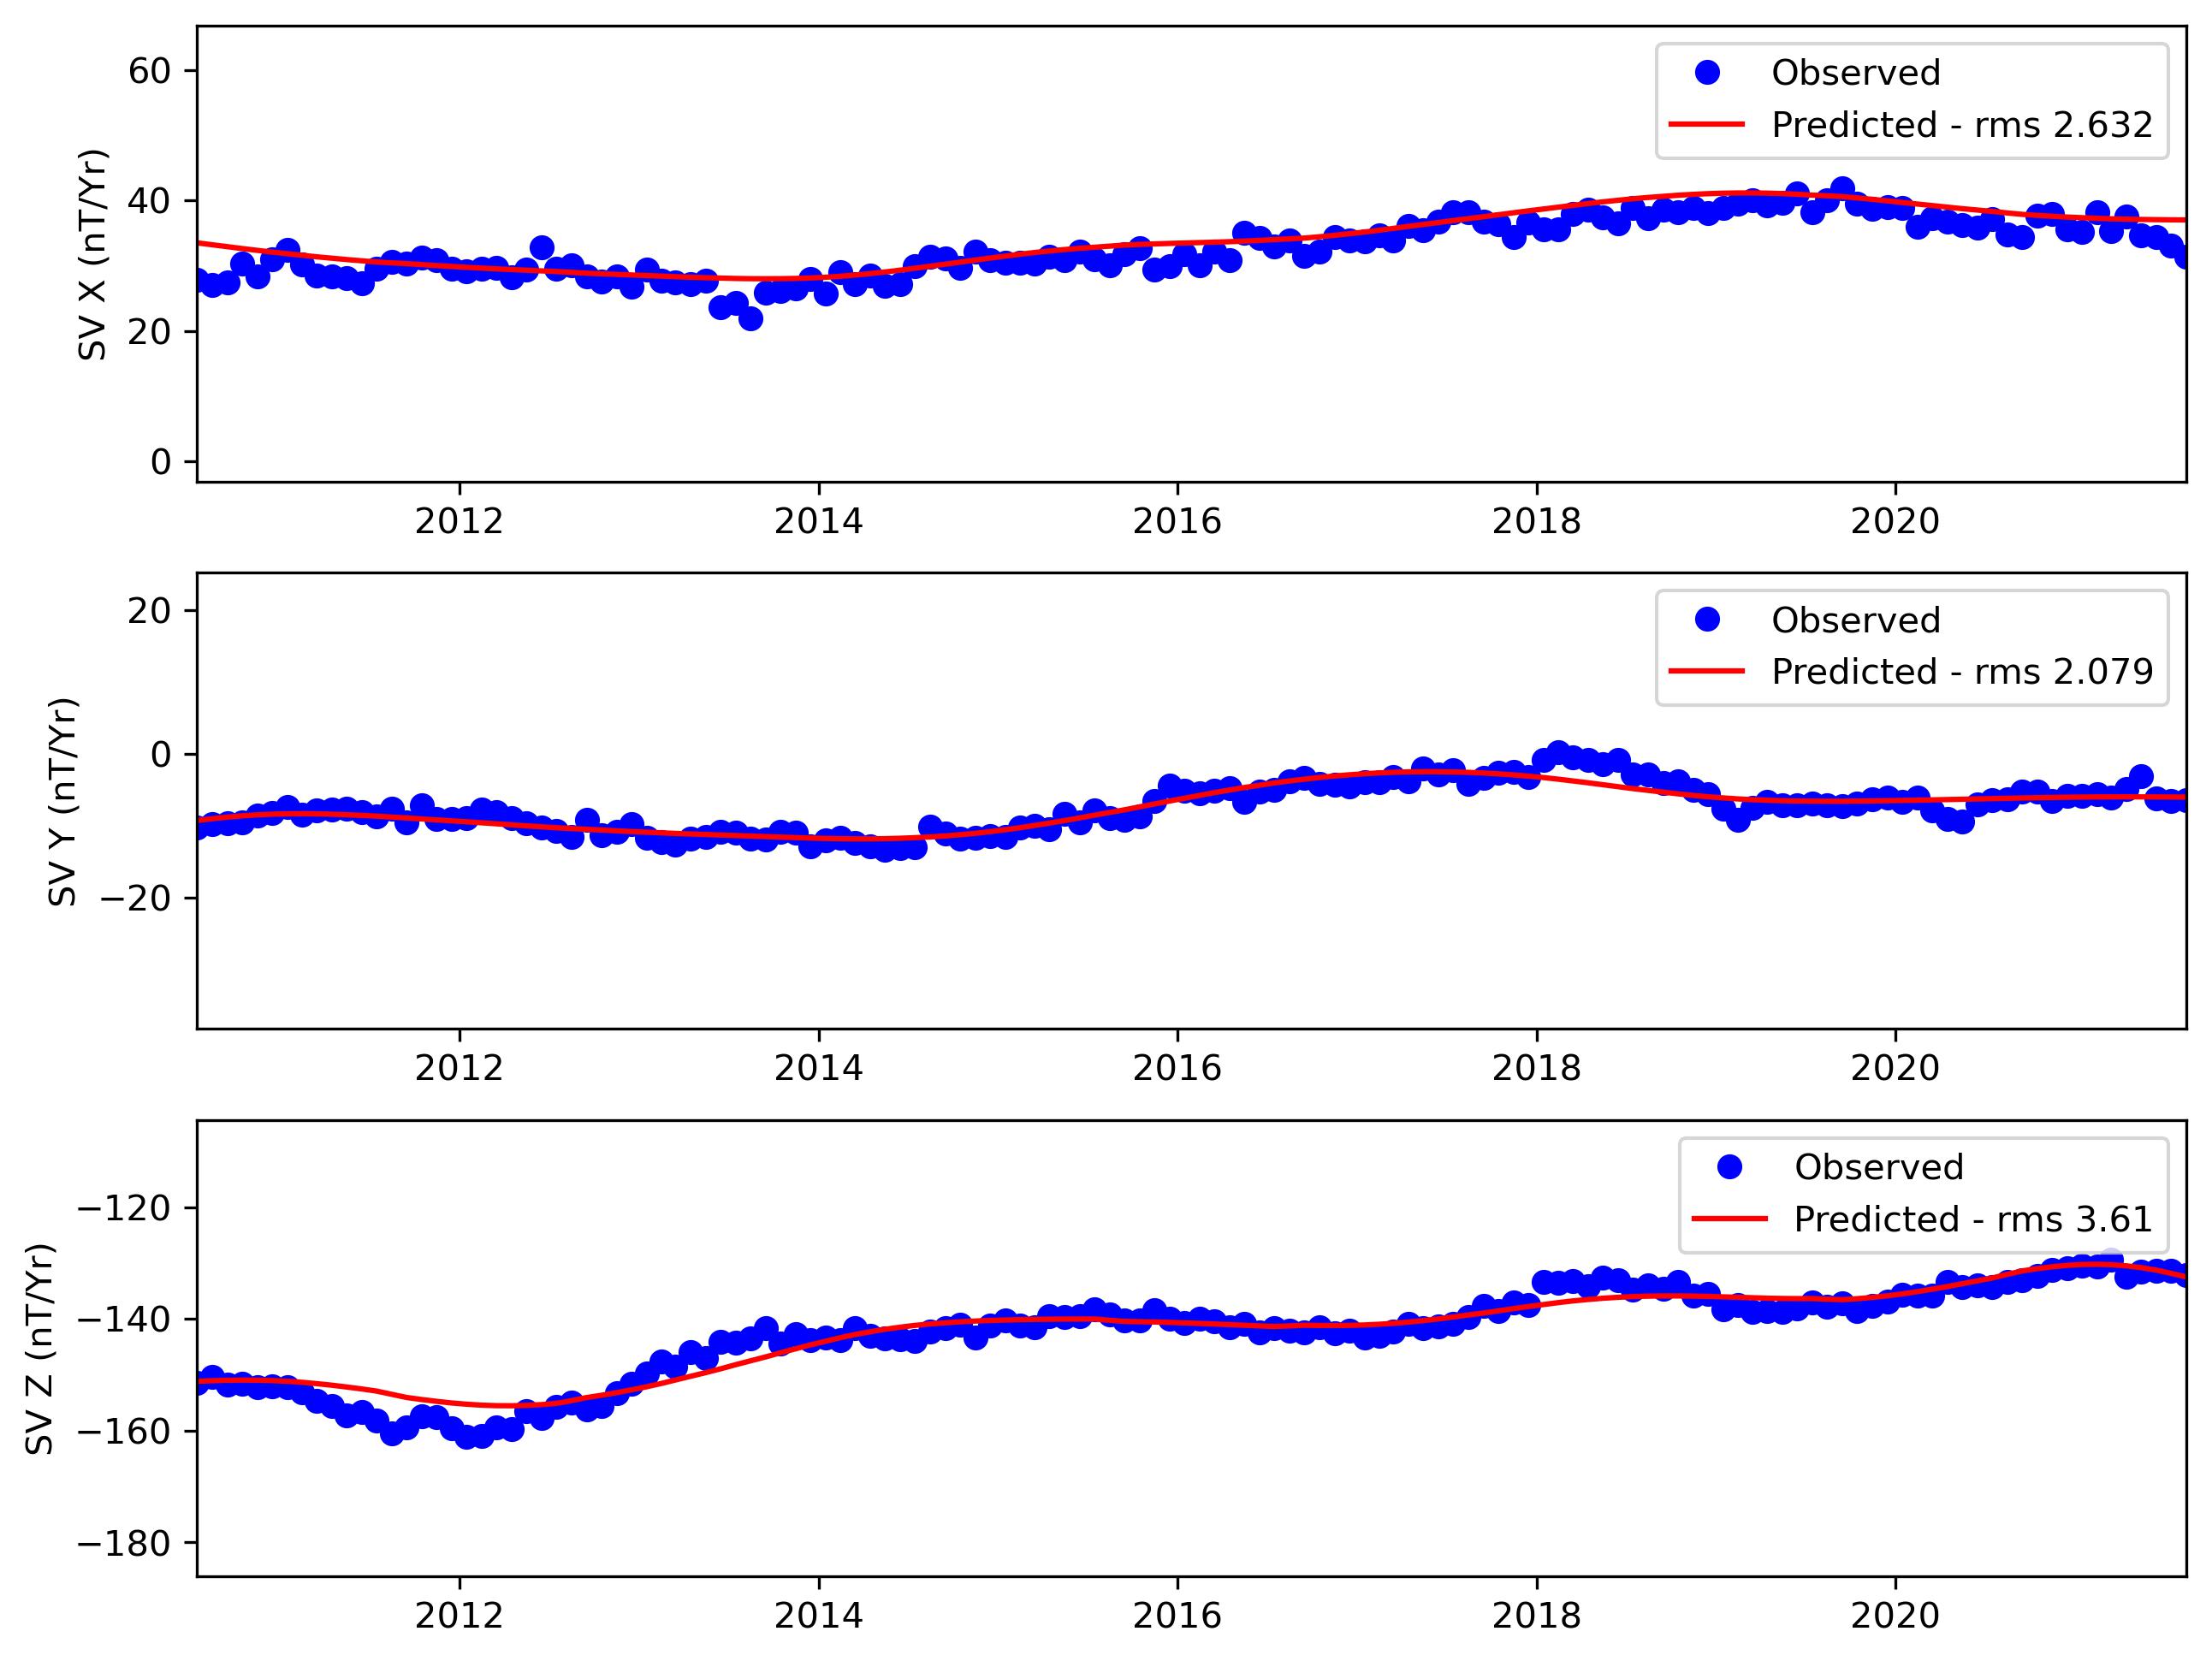 SV X (nT/Yr)
60
40
20
0
Observed
Predicted - rms 2.632
2012 2014 2016 2018 2020
SV Y (nT/Yr)
20
0
−20
Observed
Predicted - rms 2.079
2012 2014 2016 2018 2020
SV Z (nT/Yr)
−120
−140
−160
−180
Observed
Predicted - rms 3.61
2012 2014 2016 2018 2020